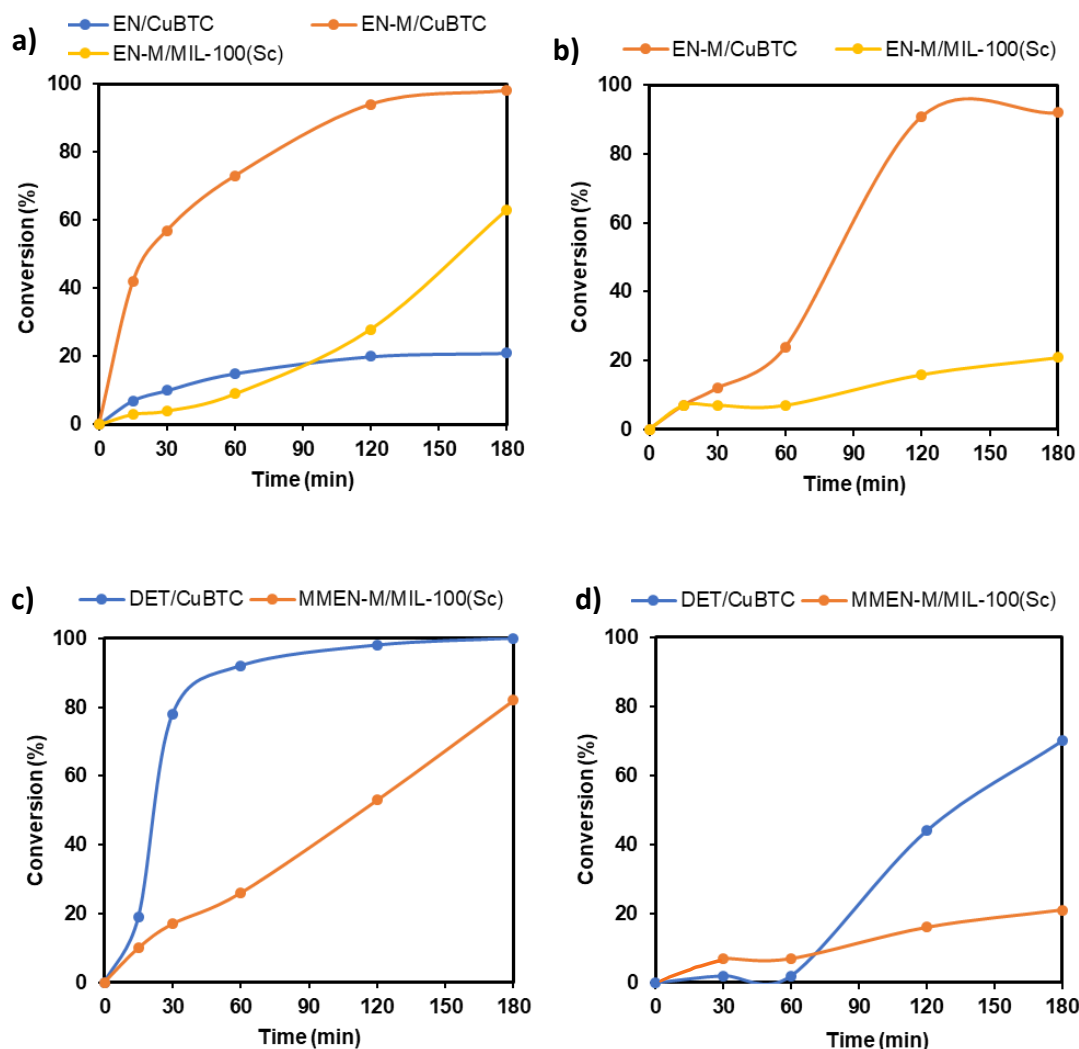 a)
EN/CuBTC EN-M/CuBTC
EN-M/MIL-100(Sc)
Conversion (%)
100
80
60
40
20
0
0 30 60 90 120 150 180
Time (min)
b)
EN-M/CuBTC EN-M/MIL-100(Sc)
Conversion (%)
100
80
60
40
20
0
0 30 60 90 120 150 180
Time (min)
c)
DET/CuBTC MMEN-M/MIL-100(Sc)
Conversion (%)
100
80
60
40
20
0
0 30 60 90 120 150 180
Time (min)
d)
DET/CuBTC MMEN-M/MIL-100(Sc)
Conversion (%)
100
80
60
40
20
0
0 30 60 90 120 150 180
Time (min)